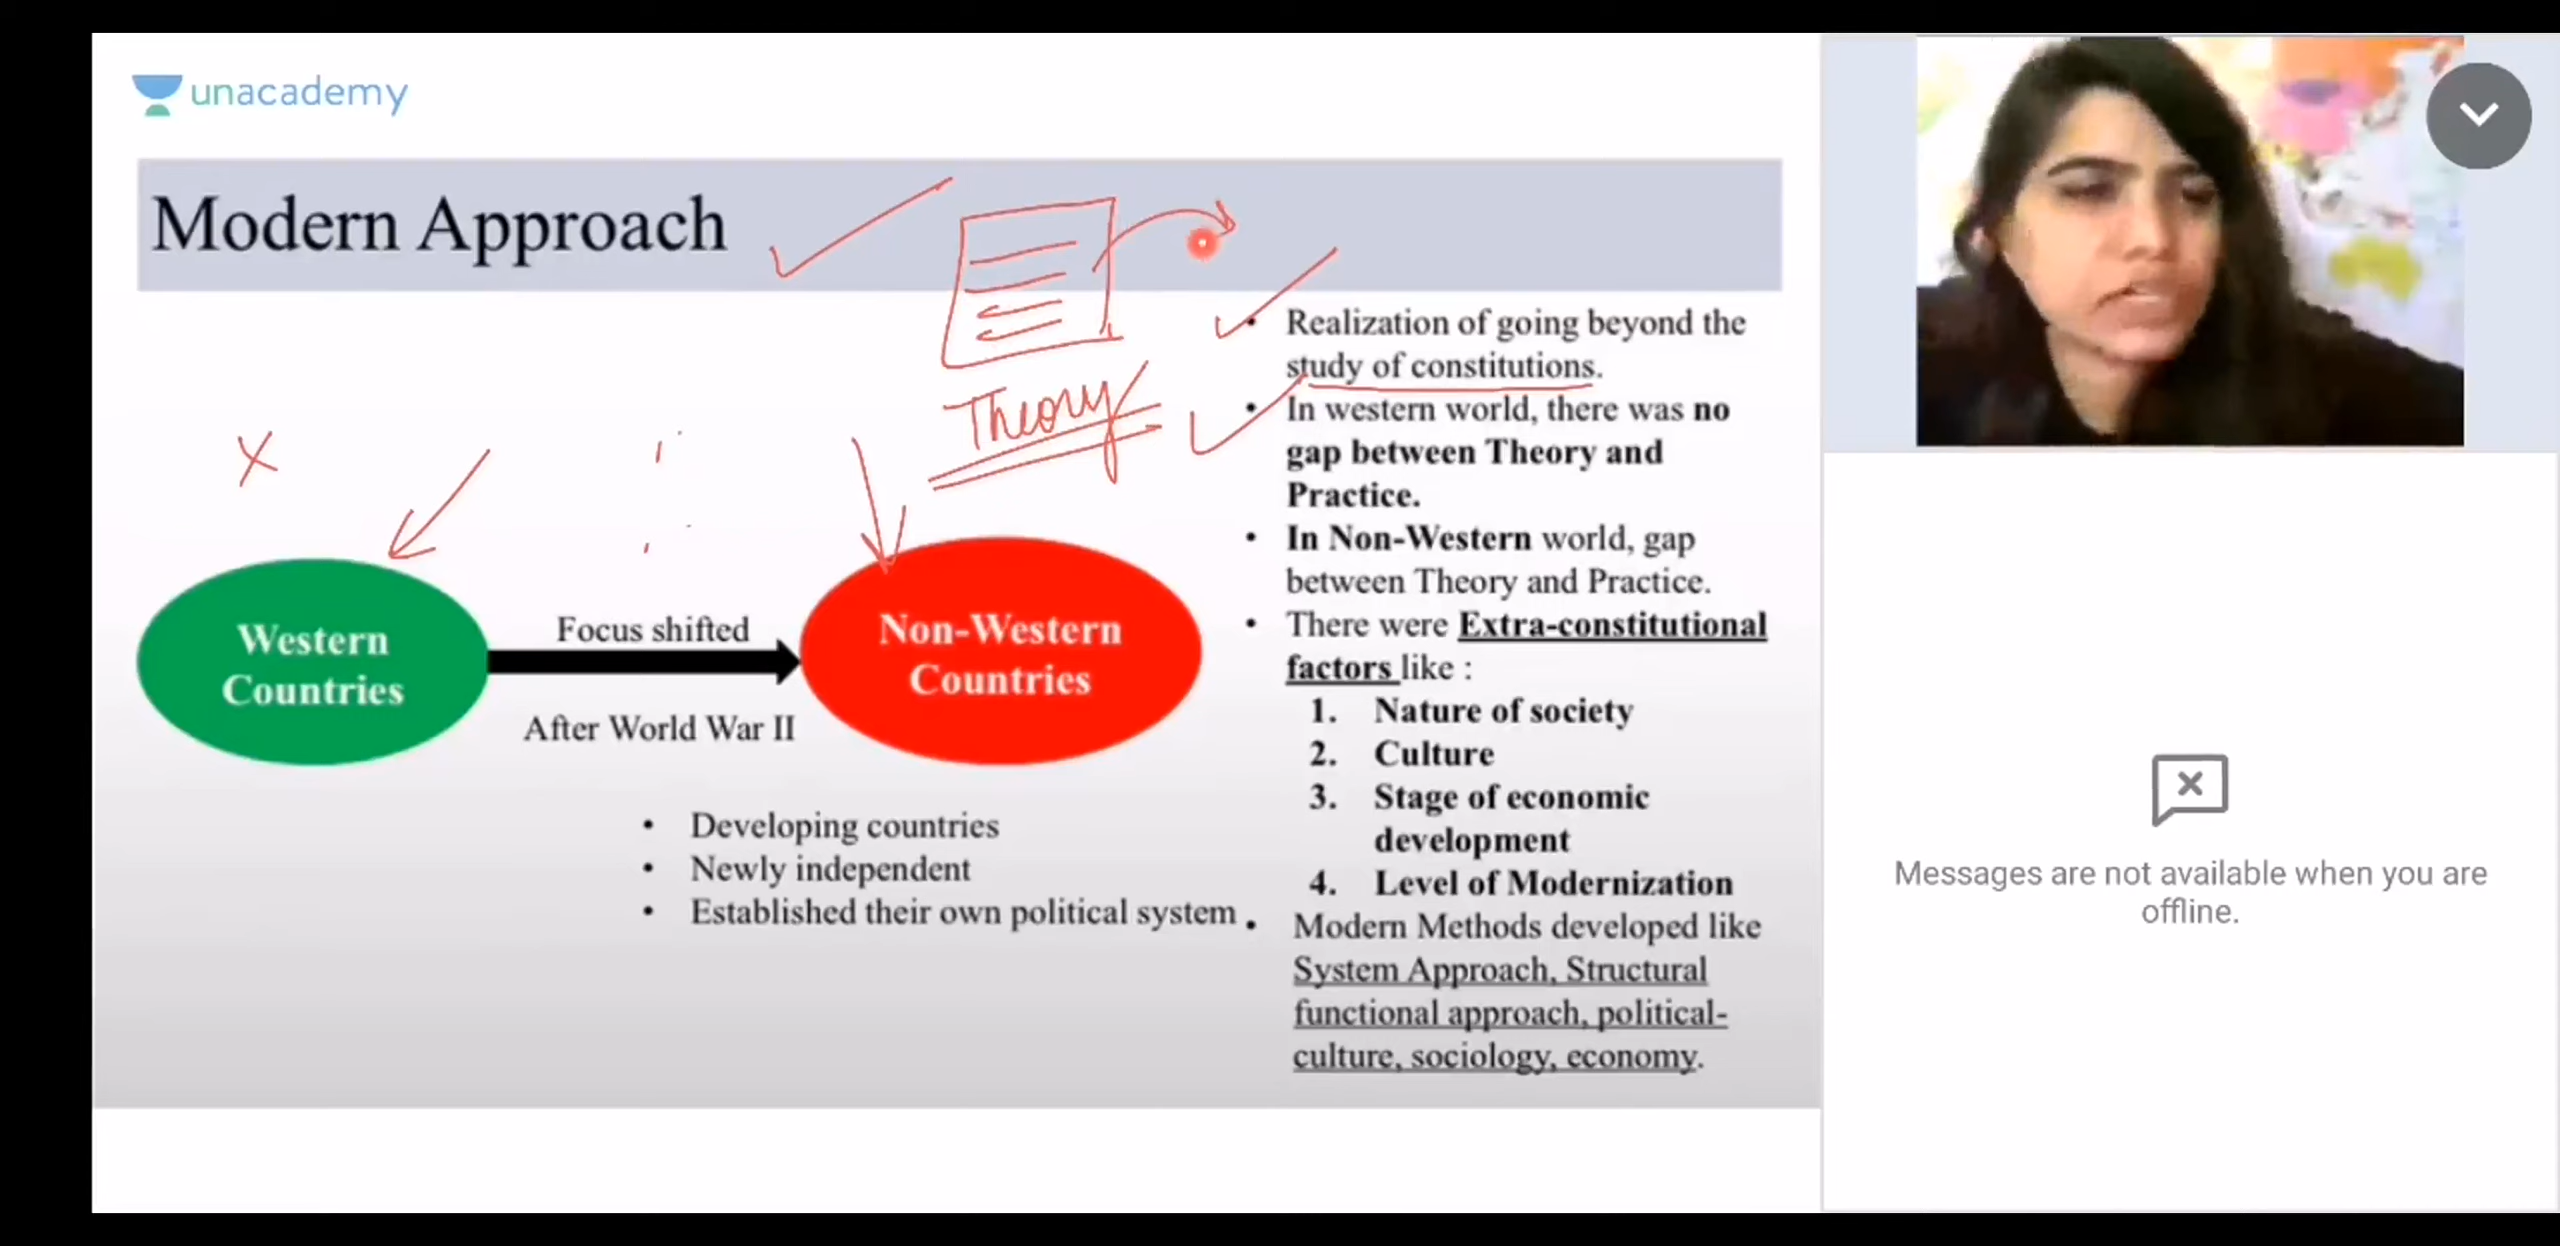 unacademy
Modern Approach
Theory
Western
Countries
Focus shifted
After World War II
Non-Western
Countries
• Developing countries
• Newly independent
• Established their own political system
• Realization of going beyond the
study of constitutions.
• In western world, there was no
gap between Theory and
Practice.
• In Non-Western world, gap
between Theory and Practice.
• There were Extra-constitutional
factors like :
1. Nature of society
2. Culture
3. Stage of economic
development
4. Level of Modernization
• Modern Methods developed like
System Approach, Structural
functional approach, political-
culture, sociology, economy.
Messages are not available when you are
offline.